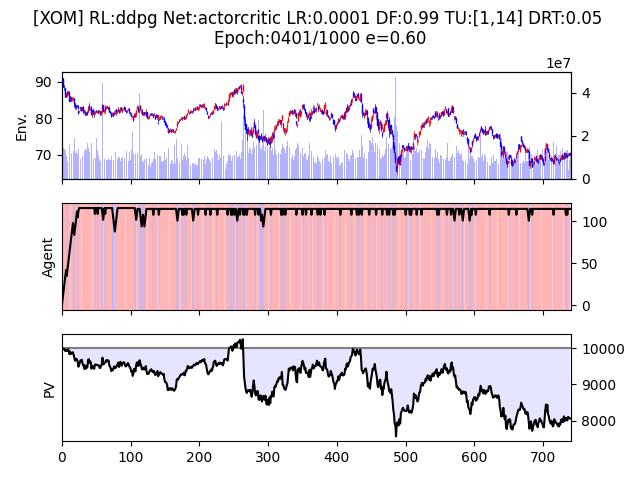 [XOM] RL:ddpg Net:actorcritic LR:0.0001 DF:0.99 TU:[1,14] DRT:0.05
Epoch:0401/1000 e=0.60
1e7
90
80
70
Env.
4
2
0
Agent
100
50
0
PV
10000
9000
8000
0 100 200 300 400 500 600 700